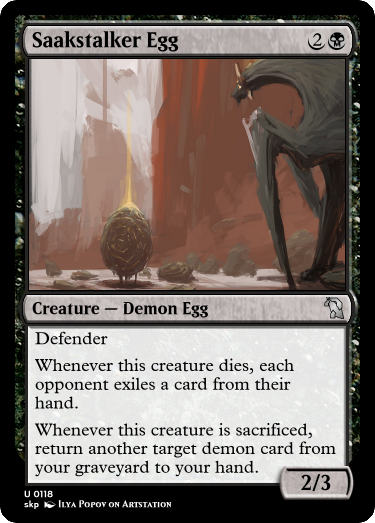 Saakstalker Egg 2
Creature — Demon Egg
Defender
Whenever this creature dies, each
opponent exiles a card from their
hand.
Whenever this creature is sacrificed,
return another target demon card from
your graveyard to your hand.
2/3
U 0118
skp Ilya Popov on Artstation